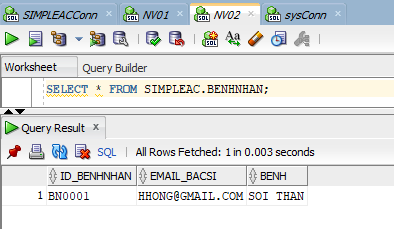 SIMPLEACConn NV01 NV02 sysConn
Worksheet Query Builder
SELECT * FROM SIMPLEAC.BENHNHAN;
Query Result
SQL All Rows Fetched: 1 in 0.003 seconds
ID_BENHNHAN EMAIL_BACSI BENH
1 BN0001 HHONG@GMAIL.COM SOI THAN